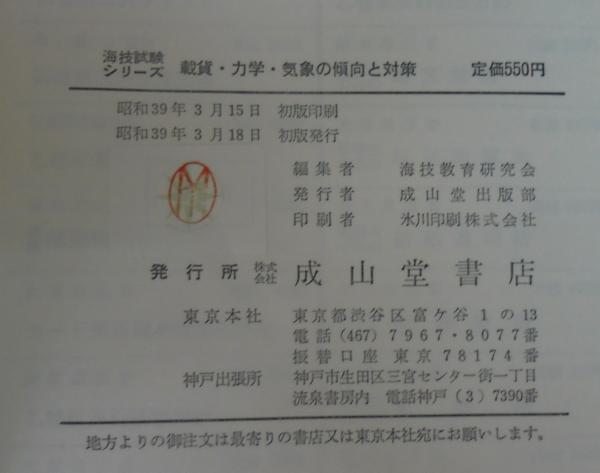 海技試験
シリーズ 載貨・力学・気象の傾向と対策 定価550円
昭和39年3月15日 初版印刷
昭和39年3月18日 初版発行
編集者 海技教育研究会
発行者 成山堂出版部
印刷者 氷川印刷株式会社
発行所 株式会社 成山堂書店
東京本社 東京都渋谷区富ケ谷1の13
電話(467)7967・8077番
振替口座 東京78174番
神戸出張所 神戸市生田区三宮センター街一丁目
流泉書房内 電話神戸(3)7390番
地方よりの御注文は最寄りの書店又は東京本社宛にお願いします。